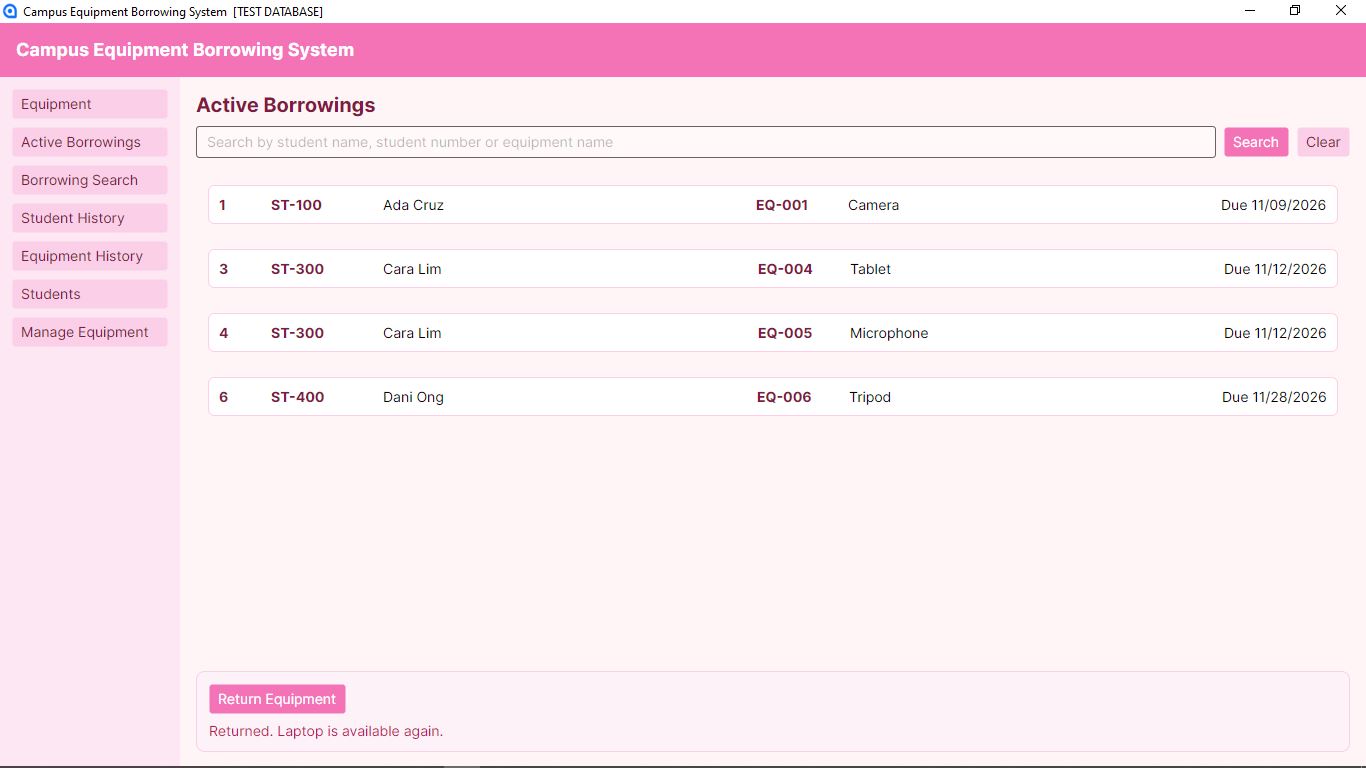 Campus Equipment Borrowing System [TEST DATABASE]
Campus Equipment Borrowing System
Equipment
Active Borrowings
Borrowing Search
Student History
Equipment History
Students
Manage Equipment
Active Borrowings
Search by student name, student number or equipment name
Search
Clear
1 ST-100 Ada Cruz EQ-001 Camera Due 11/09/2026
3 ST-300 Cara Lim EQ-004 Tablet Due 11/12/2026
4 ST-300 Cara Lim EQ-005 Microphone Due 11/12/2026
6 ST-400 Dani Ong EQ-006 Tripod Due 11/28/2026
Return Equipment
Returned. Laptop is available again.